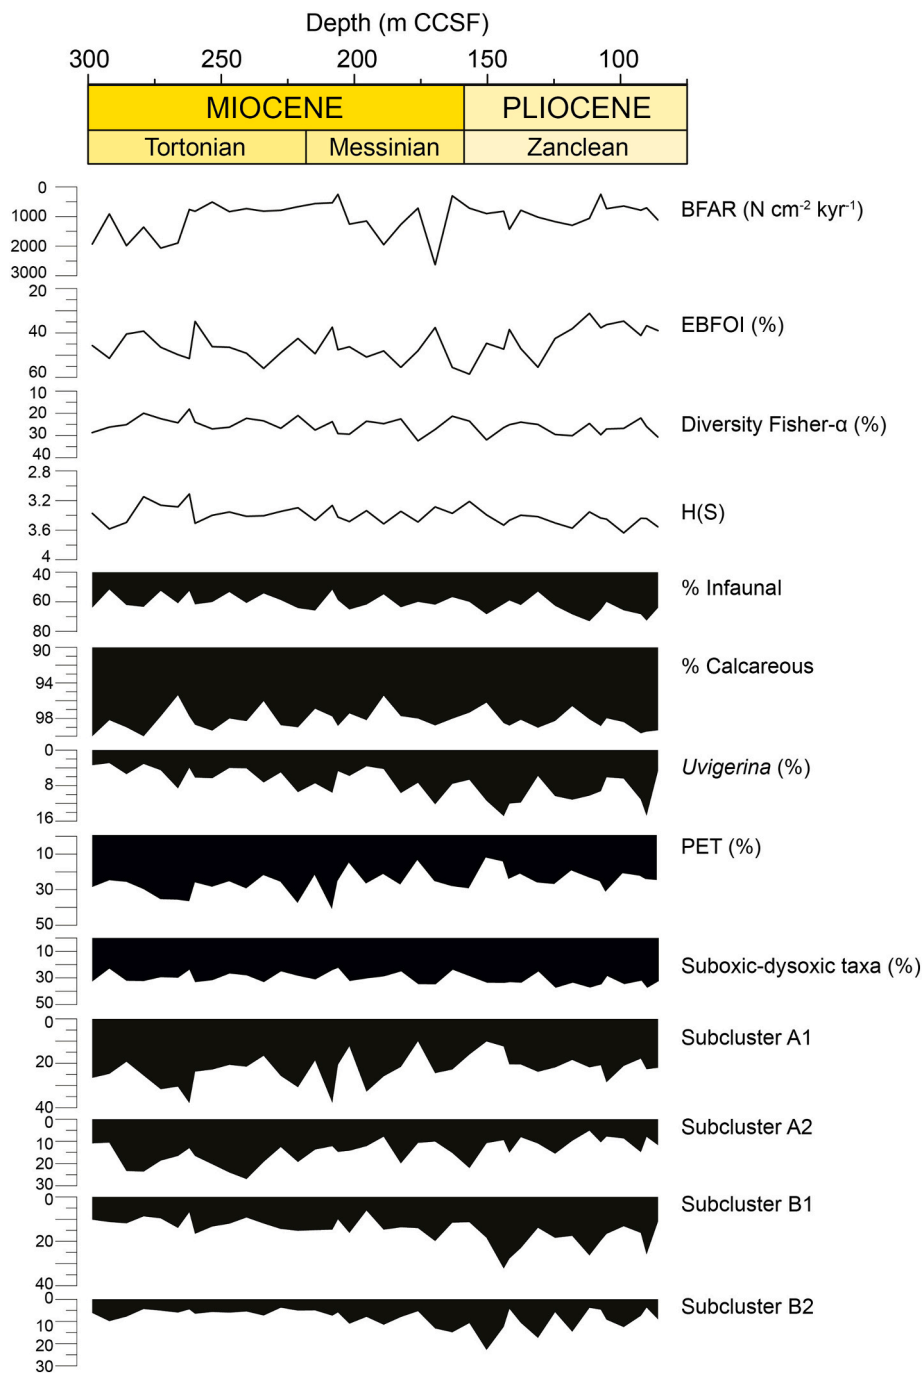 Depth (m CCSF)
300 250 200 150 100
MIOCENE PLIOCENE
Tortonian Messinian Zanclean
0
1000
2000
3000
BFAR (N cm⁻² kyr⁻¹)
20
40
60
EBFOI (%)
10
20
30
40
Diversity Fisher-α (%)
2.8
3.2
3.6
4
H(S)
40
60
80
% Infaunal
90
94
98
% Calcareous
0
8
16
Uvigerina (%)
10
30
50
PET (%)
10
30
50
Suboxic-dysoxic taxa (%)
0
20
40
Subcluster A1
0
10
20
30
Subcluster A2
0
20
40
Subcluster B1
0
10
20
30
Subcluster B2